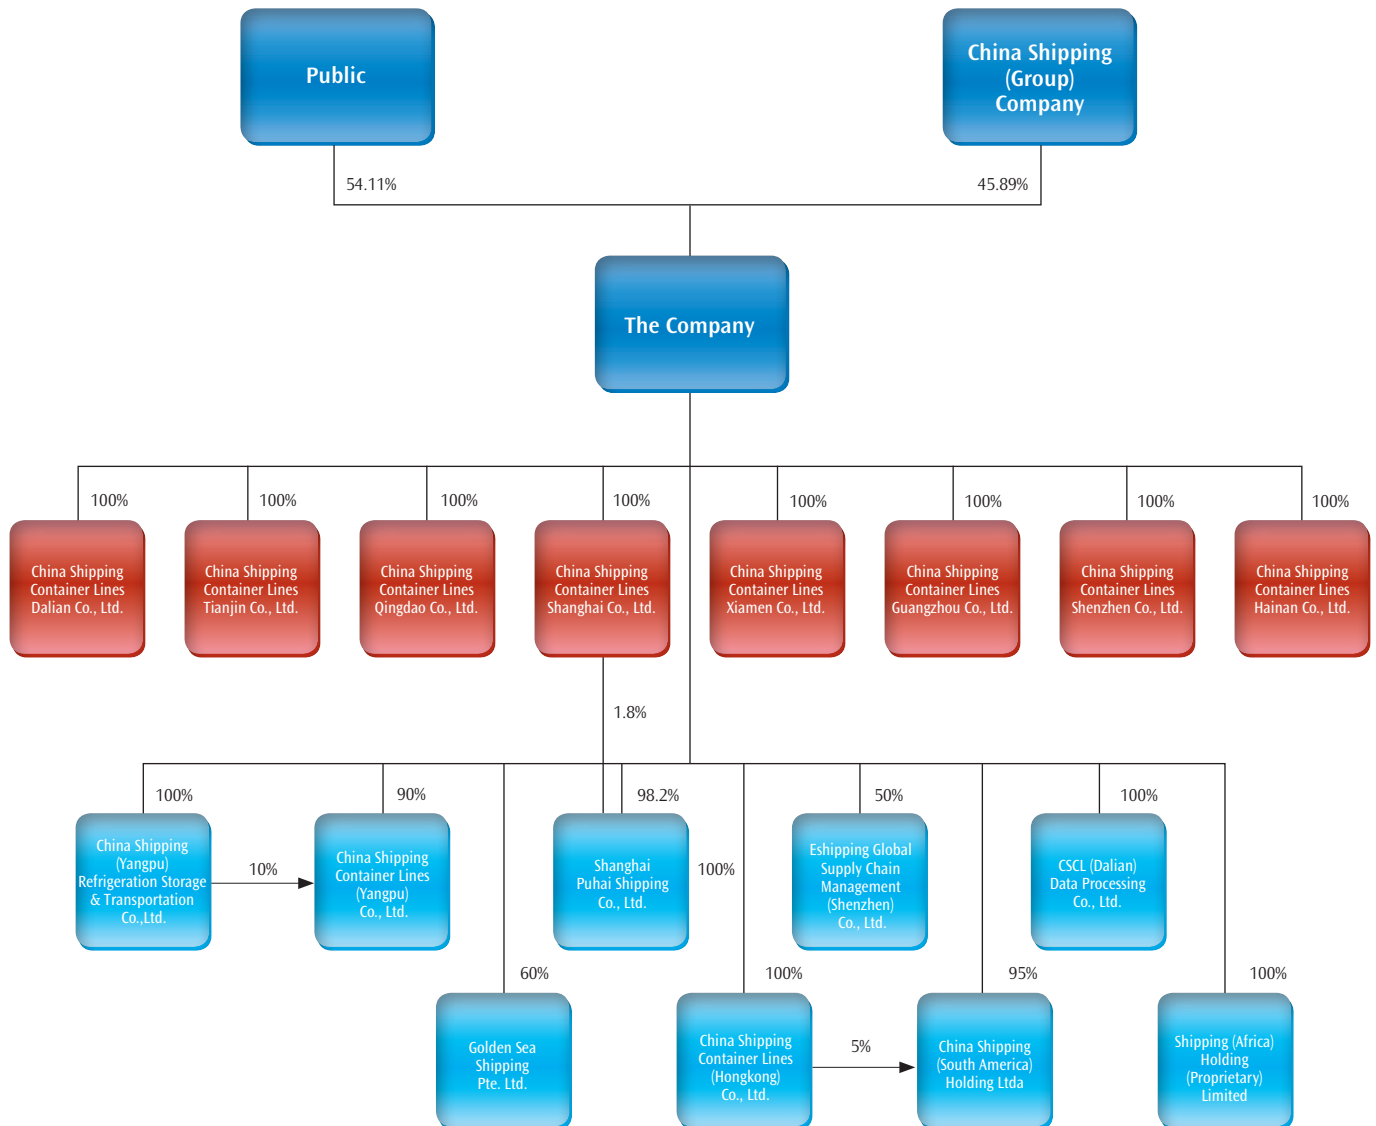 Public
China Shipping
(Group)
Company
54.11%
45.89%
The Company
100%
100%
100%
100%
100%
100%
100%
100%
China Shipping
Container Lines
Dalian Co., Ltd.
China Shipping
Container Lines
Tianjin Co., Ltd.
China Shipping
Container Lines
Qingdao Co., Ltd.
China Shipping
Container Lines
Shanghai Co., Ltd.
China Shipping
Container Lines
Xiamen Co., Ltd.
China Shipping
Container Lines
Guangzhou Co., Ltd.
China Shipping
Container Lines
Shenzhen Co., Ltd.
China Shipping
Container Lines
Hainan Co., Ltd.
1.8%
100%
90%
98.2%
50%
100%
China Shipping
(Yangpu)
Refrigeration Storage
& Transportation
Co.,Ltd.
10%
China Shipping
Container Lines
(Yangpu)
Co., Ltd.
Shanghai
Puhai Shipping
Co., Ltd.
100%
Eshipping Global
Supply Chain
Management
(Shenzhen)
Co., Ltd.
CSCL (Dalian)
Data Processing
Co., Ltd.
60%
100%
95%
100%
Golden Sea
Shipping
Pte. Ltd.
China Shipping
Container Lines
(Hongkong)
Co., Ltd.
5%
China Shipping
(South America)
Holding Ltda
Shipping (Africa)
Holding
(Proprietary)
Limited